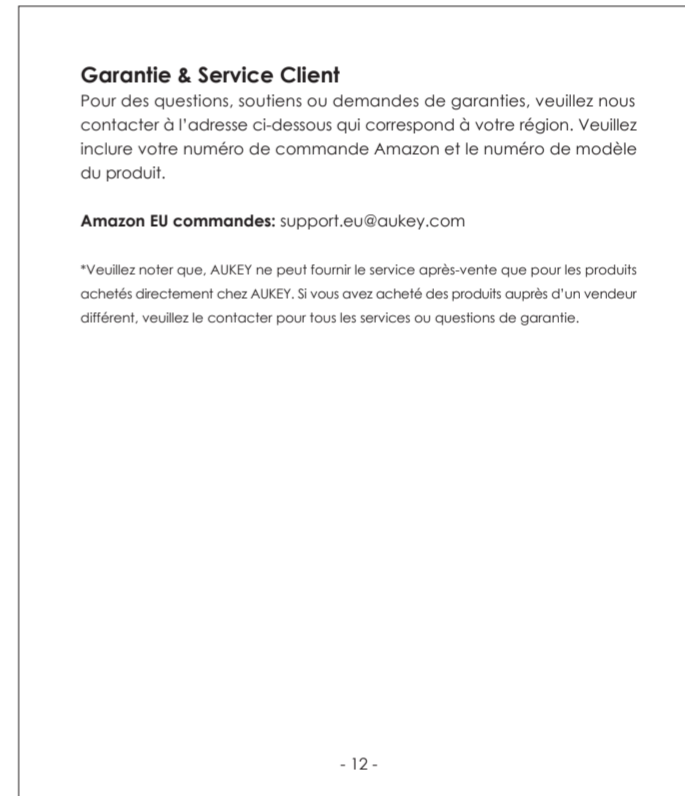 Garantie & Service Client
Pour des questions, soutiens ou demandes de garanties, veuillez nous
contacter à l'adresse ci-dessous qui correspond à votre région. Veuillez
inclure votre numéro de commande Amazon et le numéro de modèle
du produit.
Amazon EU commandes: support.eu@aukey.com
*Veuillez noter que, AUKEY ne peut fournir le service après-vente que pour les produits
achetés directement chez AUKEY. Si vous avez acheté des produits auprès d'un vendeur
différent, veuillez le contacter pour tous les services ou questions de garantie.
- 12 -